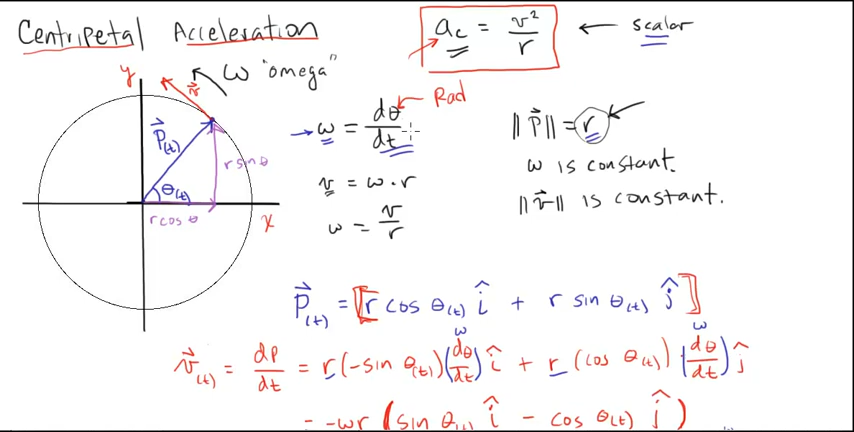 Centripetal Acceleration
a_c = v²/r ← scalar
y
ω "omega"
v⃗
P⃗(t)
r sin θ
θ(t)
r cos θ
x
Rad
→ ω = dθ/dt
v = ω · r
ω = v/r
‖P⃗‖ = r
ω is constant.
‖v⃗‖ is constant.
P⃗(t) = [r cos θ(t) î + r sin θ(t) ĵ]
ω ω
v⃗(t) = dP/dt = r(-sin θ(t))(dθ/dt) î + r (cos θ(t)) (dθ/dt) ĵ
= -ωr (sin θ(t) î - cos θ(t) ĵ)